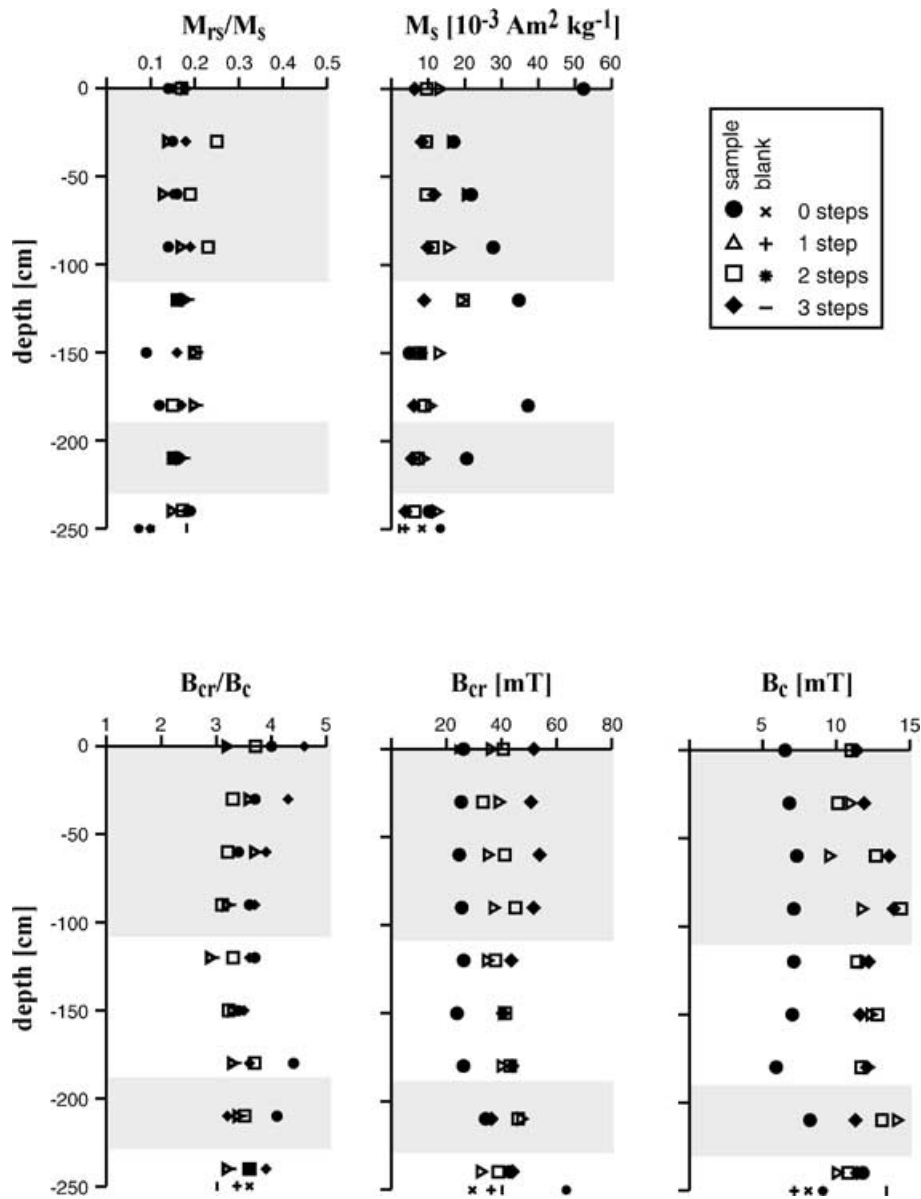 Mrs/Ms
Ms [10-3 Am2 kg-1]
0.1 0.2 0.3 0.5
10 20 30 40 60
0
-50
-100
-150
-200
-250
depth [cm]
sample
blank
0 steps
1 step
2 steps
3 steps
Bcr/Bc
Bcr [mT]
Bc [mT]
1 2 3 4 5
20 40 60 80
5 10 15
0
-50
-100
-150
-200
-250
depth [cm]